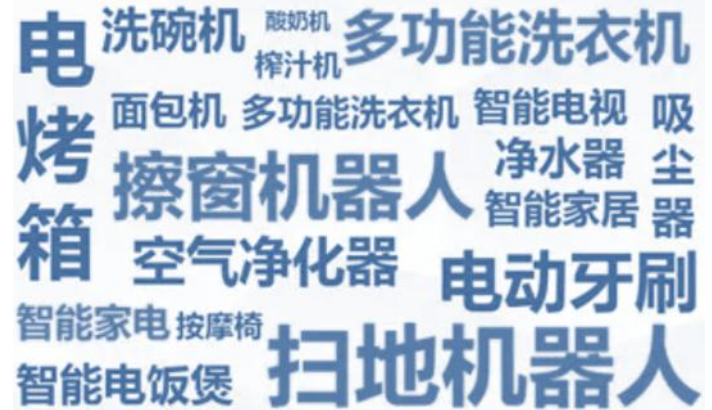 电烤箱
洗碗机
酸奶机
榨汁机
多功能洗衣机
面包机
多功能洗衣机
智能电视
吸尘器
净水器
擦窗机器人
智能家居
空气净化器
电动牙刷
智能家电
按摩椅
扫地机器人
智能电饭煲